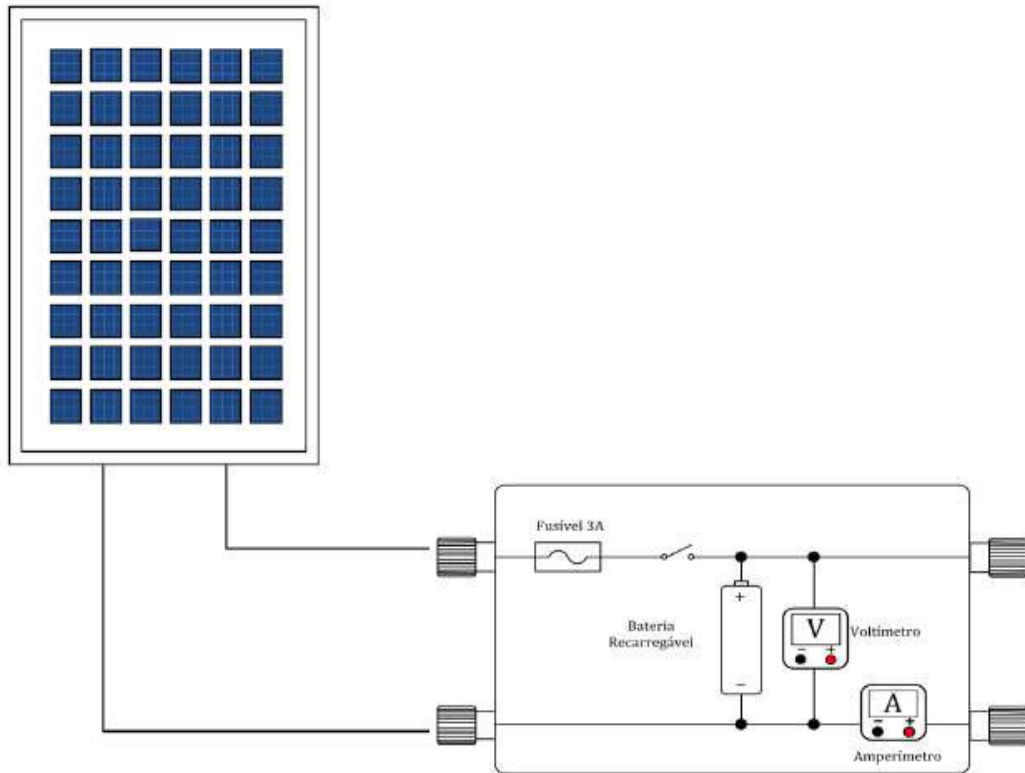 Fusível 3A
+
Bateria
Recarregável
−
V
− +
Voltímetro
A
− +
Amperímetro